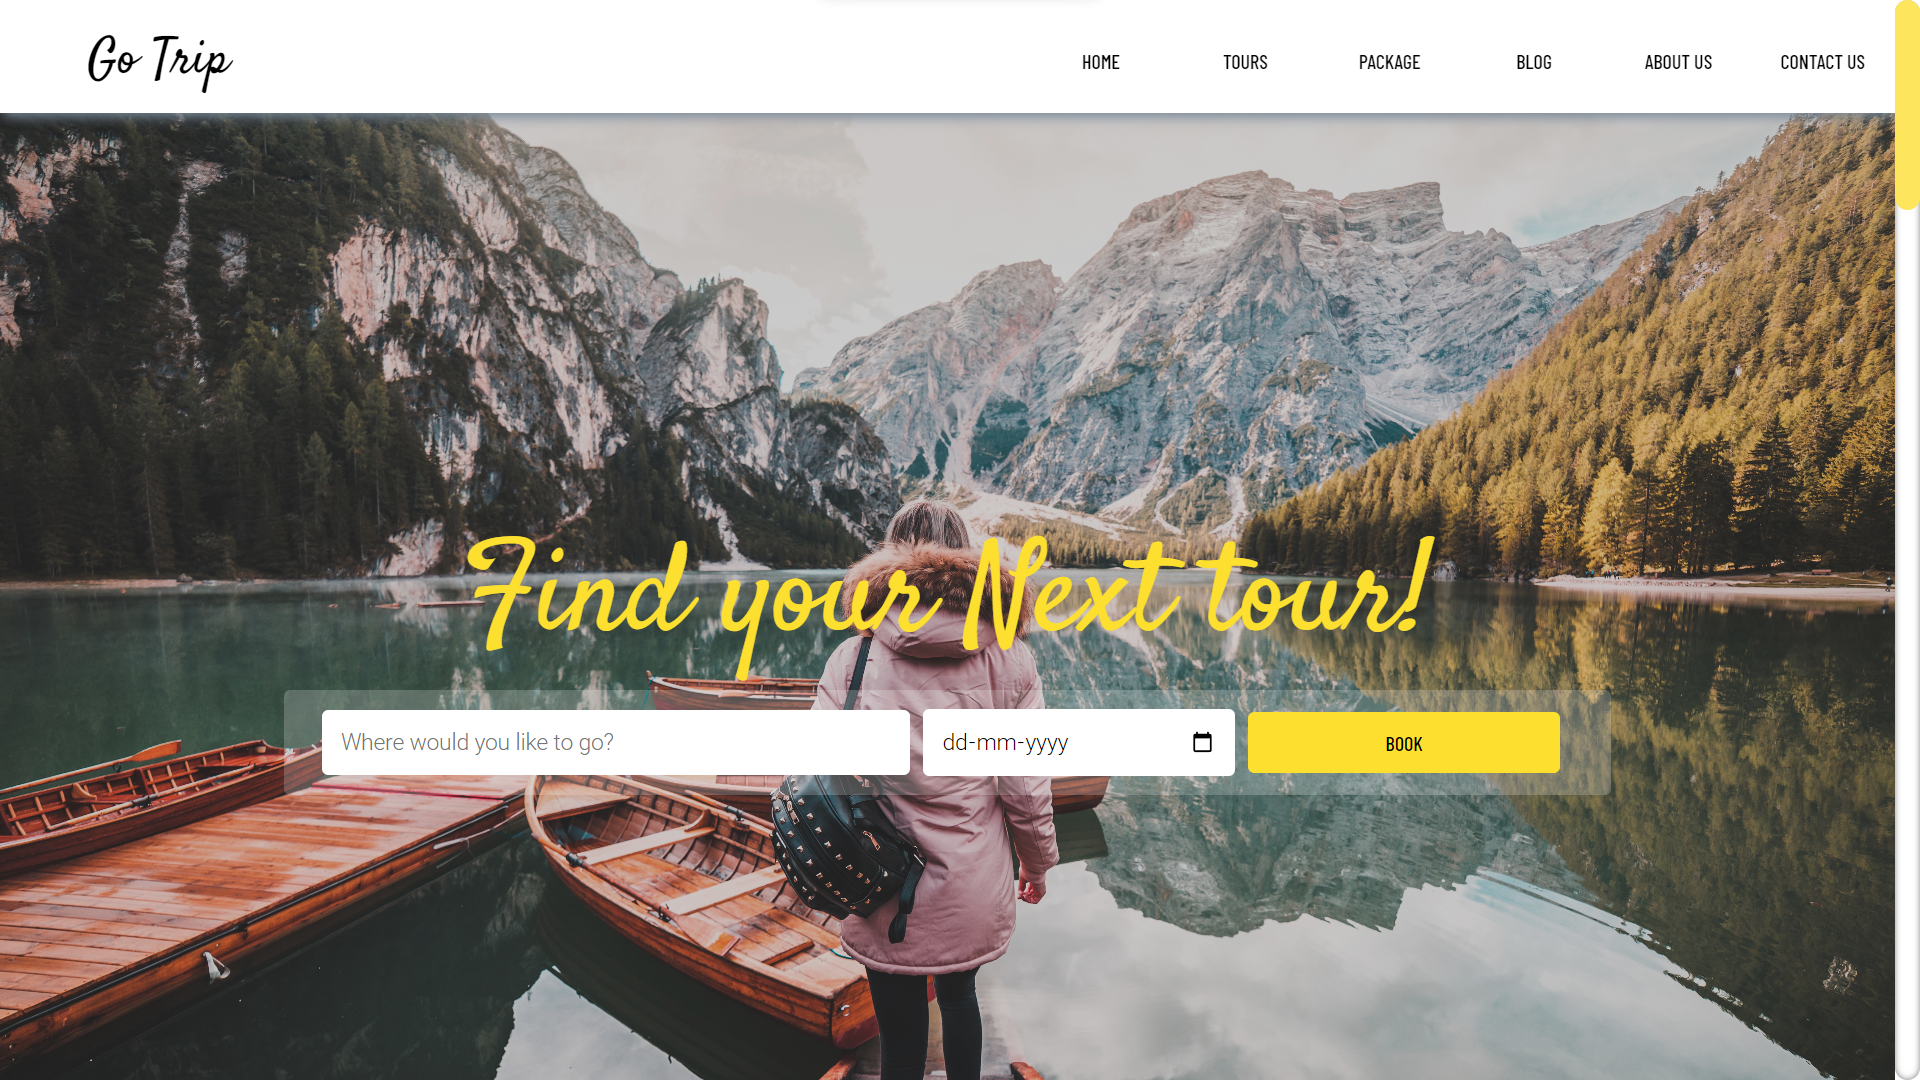 Go Trip
HOME TOURS PACKAGE BLOG ABOUT US CONTACT US
Find your Next tour!
Where would you like to go? dd-mm-yyyy BOOK